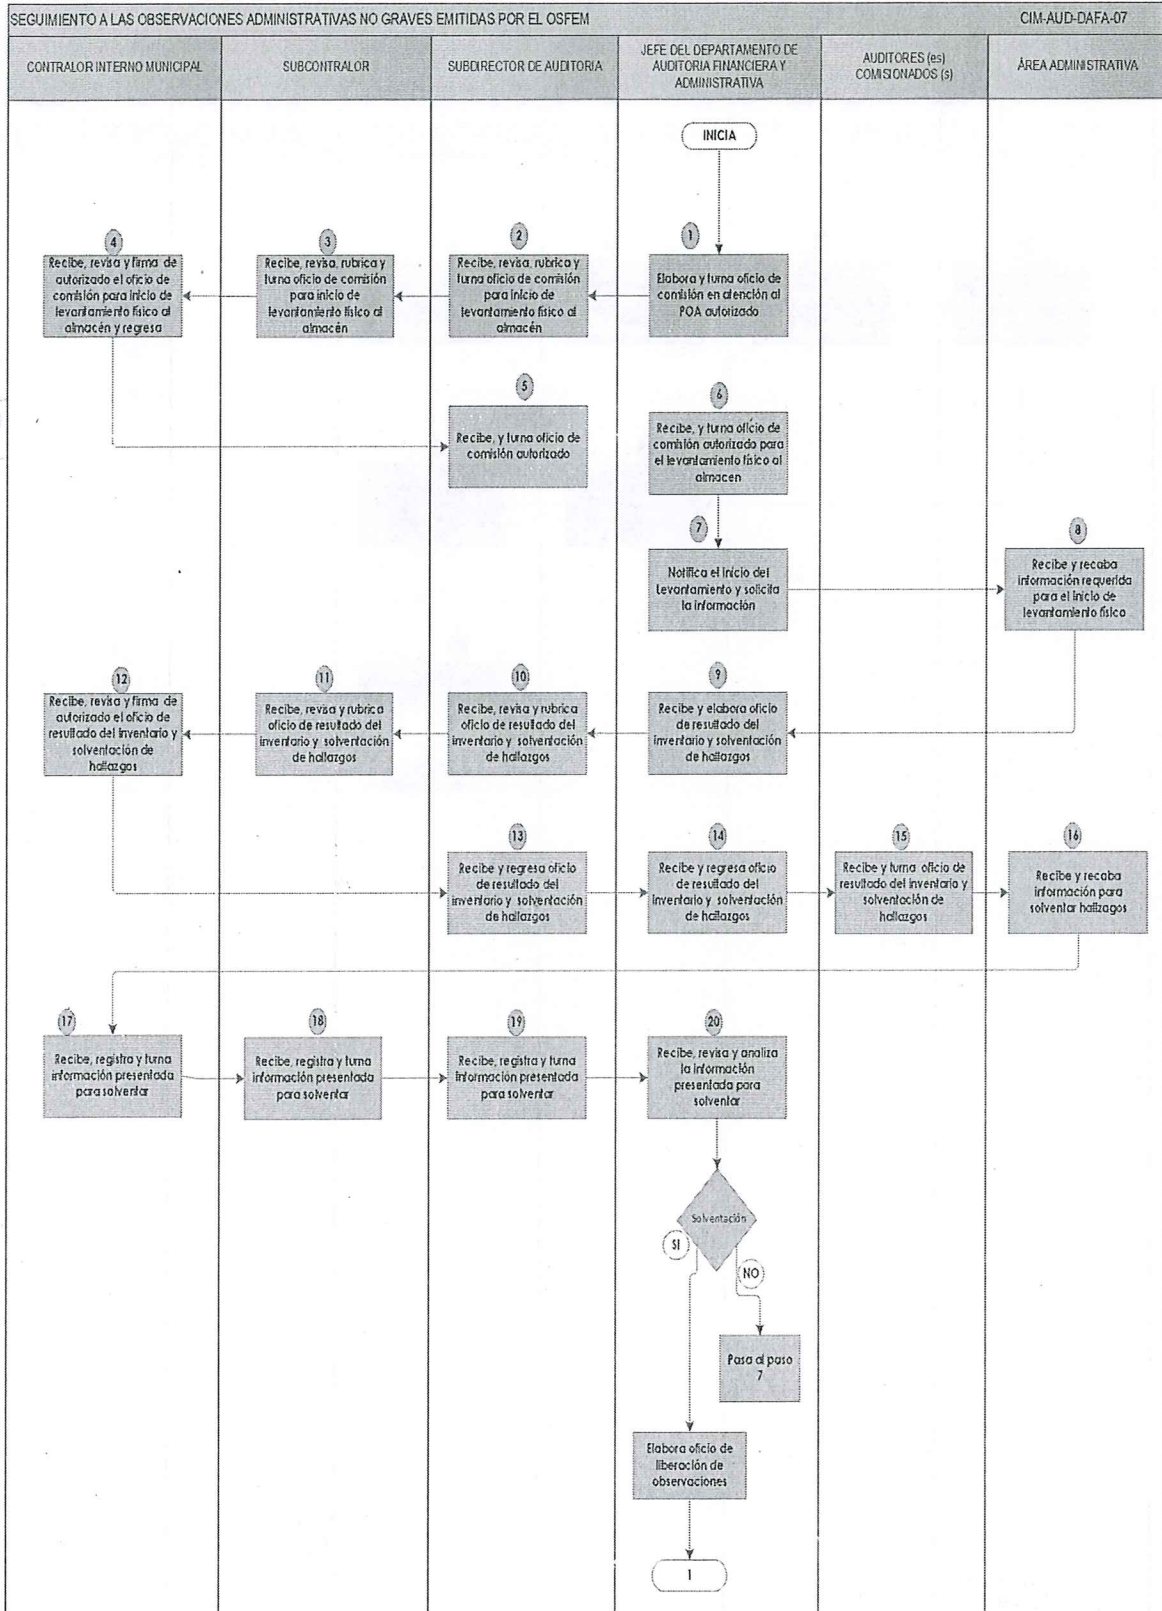 SEGUIMIENTO A LAS OBSERVACIONES ADMINISTRATIVAS NO GRAVES EMITIDAS POR EL OSFEM
CIM-AUD-DAFA-07
CONTRALOR INTERNO MUNICIPAL
SUBCONTRALOR
SUBDIRECTOR DE AUDITORIA
JEFE DEL DEPARTAMENTO DE
AUDITORIA FINANCIERA Y
ADMINISTRATIVA
AUDITORES (es)
COMISIONADOS (s)
ÁREA ADMINISTRATIVA
INICIA
1
Elabora y turna oficio de
comisión en atención al
POA autorizado
2
Recibe, revisa, rubrica y
turna oficio de comisión
para inicio de
levantamiento físico al
almacén
3
Recibe, revisa, rubrica y
turna oficio de comisión
para inicio de
levantamiento físico al
almacén
4
Recibe, revisa y firma de
autorizado el oficio de
comisión para inicio de
levantamiento físico al
almacén y regresa
5
Recibe, y turna oficio de
comisión autorizado
6
Recibe, y turna oficio de
comisión autorizado para
el levantamiento físico al
almacen
7
Notifica el inicio del
Levantamiento y solicita
la información
8
Recibe y recaba
información requerida
para el inicio de
levantamiento físico
9
Recibe y elabora oficio
de resultado del
inventario y solventación
de hallazgos
10
Recibe, revisa y rubrica
oficio de resultado del
inventario y solventación
de hallazgos
11
Recibe, revisa y rubrica
oficio de resultado del
inventario y solventación
de hallazgos
12
Recibe, revisa y firma de
autorizado el oficio de
resultado del inventario y
solventación de
hallazgos
13
Recibe y regresa oficio
de resultado del
inventario y solventación
de hallazgos
14
Recibe y regresa oficio
de resultado del
inventario y solventación
de hallazgos
15
Recibe y turna oficio de
resultado del inventario y
solventación de
hallazgos
16
Recibe y recaba
información para
solventar hallzagos
17
Recibe, registra y turna
información presentada
para solventar
18
Recibe, registra y turna
información presentada
para solventar
19
Recibe, registra y turna
información presentada
para solventar
20
Recibe, revisa y analiza
la información
presentada para
solventar
Solventación
SI
NO
Pasa al paso
7
Elabora oficio de
liberación de
observaciones
1